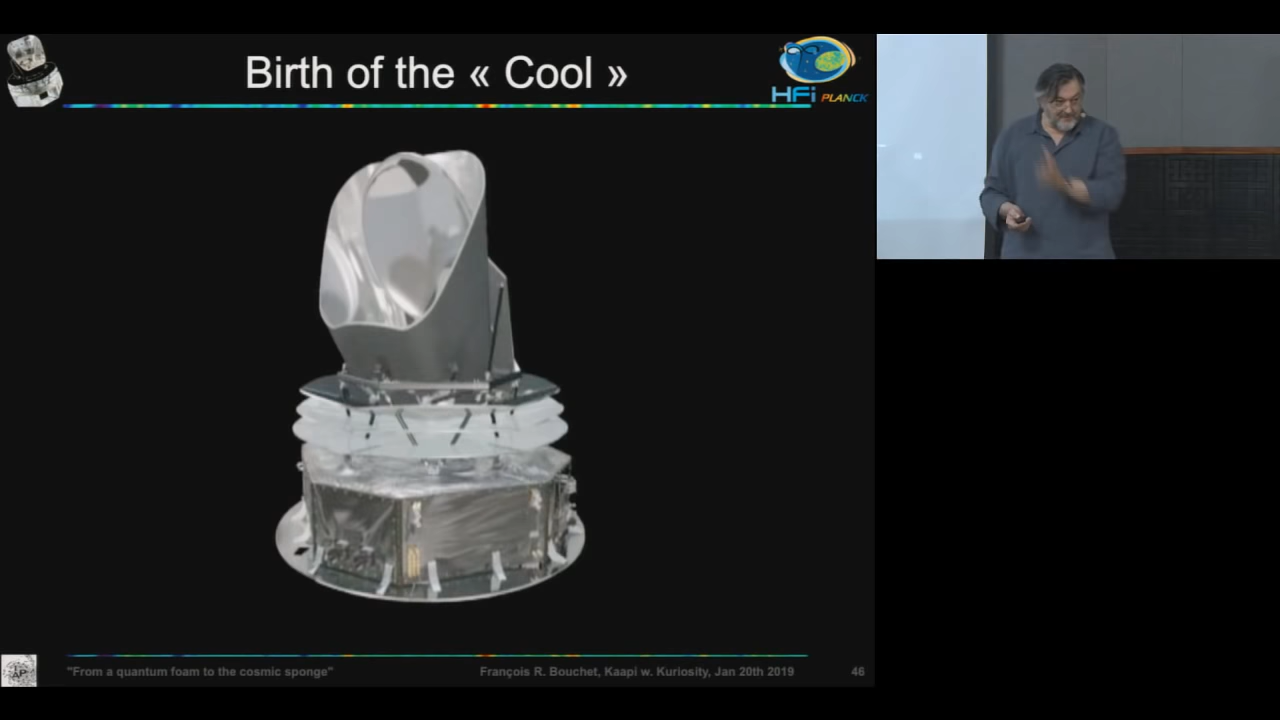 Birth of the « Cool »
HFi PLANCK
"From a quantum foam to the cosmic sponge"
François R. Bouchet, Kaapi w. Kuriosity, Jan 20th 2019
46